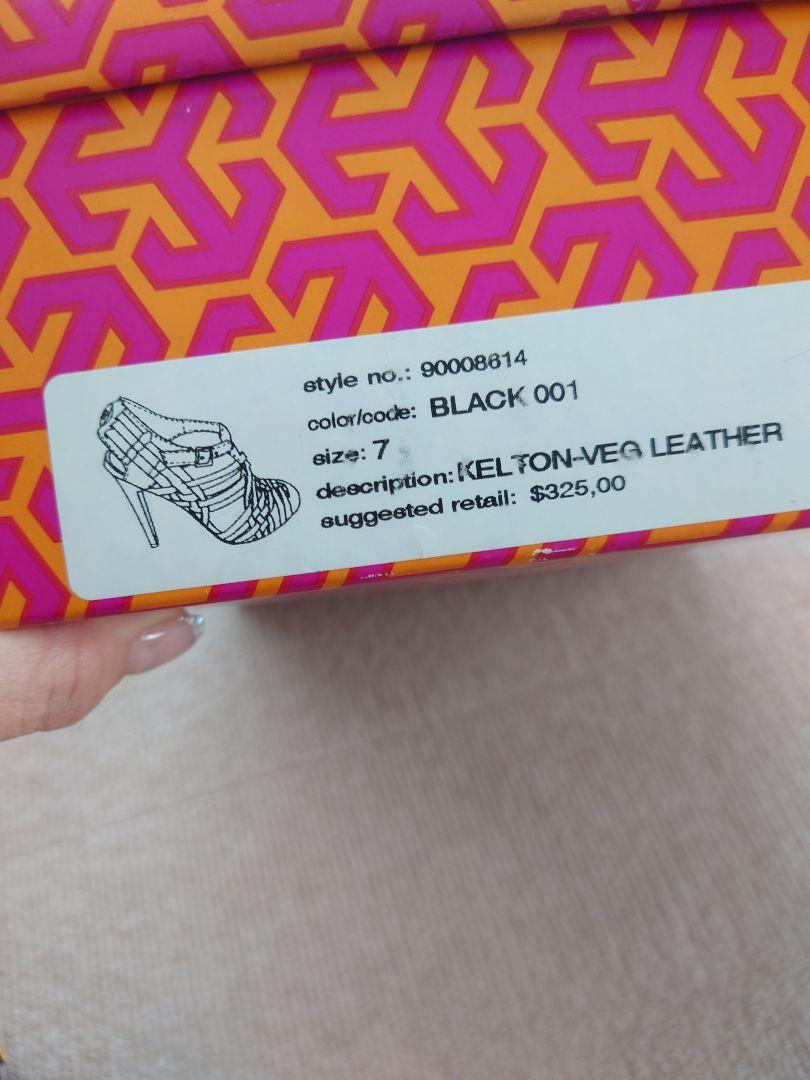 style no.: 90008614
color/code: BLACK 001
size: 7
description: KELTON-VEG LEATHER
suggested retail: $325,00